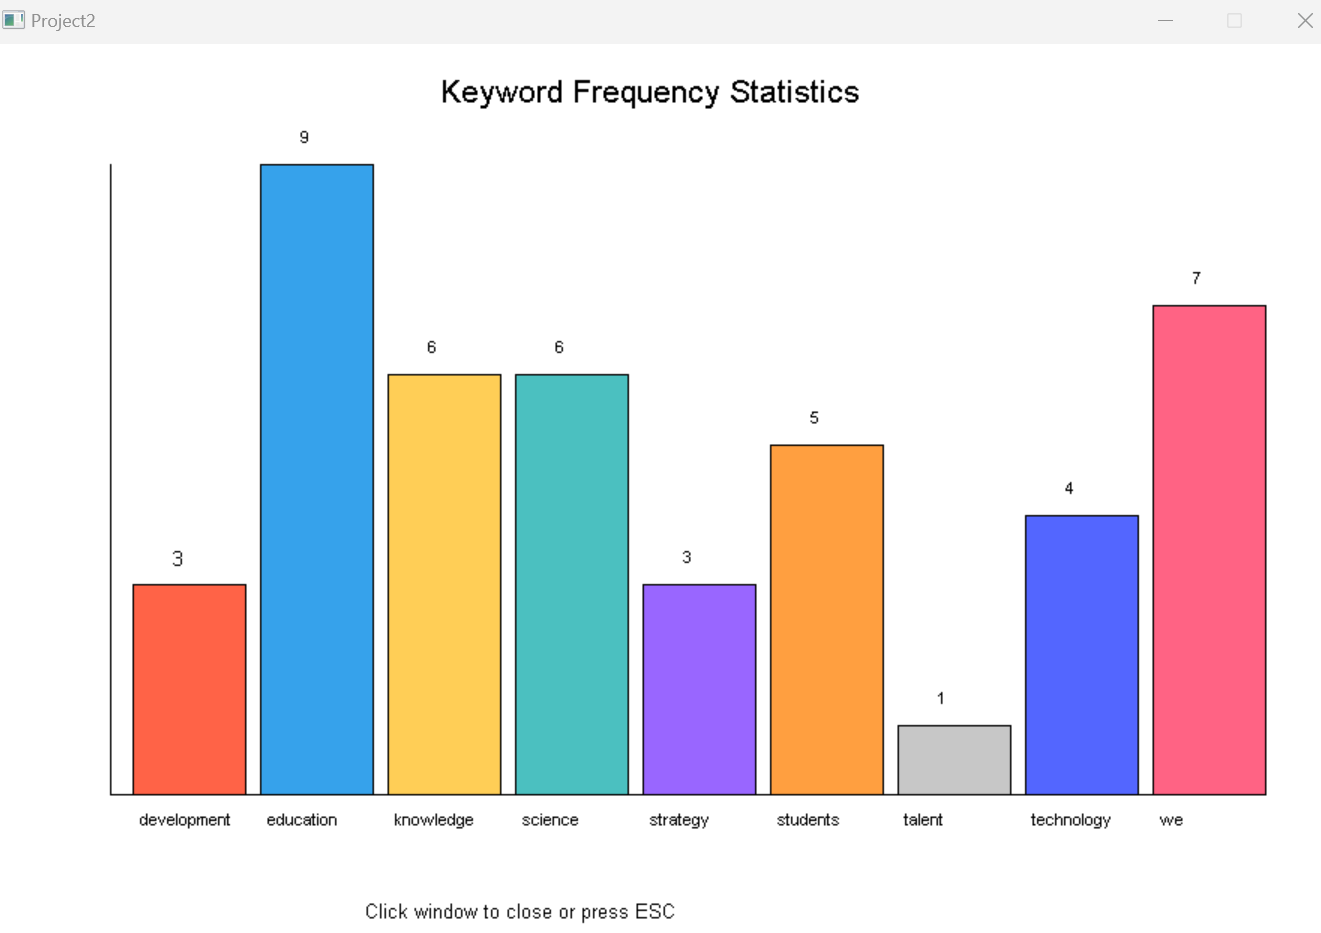 Project2
Keyword Frequency Statistics
9
7
6 6
5
4
3 3
1
development education knowledge science strategy students talent technology we
Click window to close or press ESC